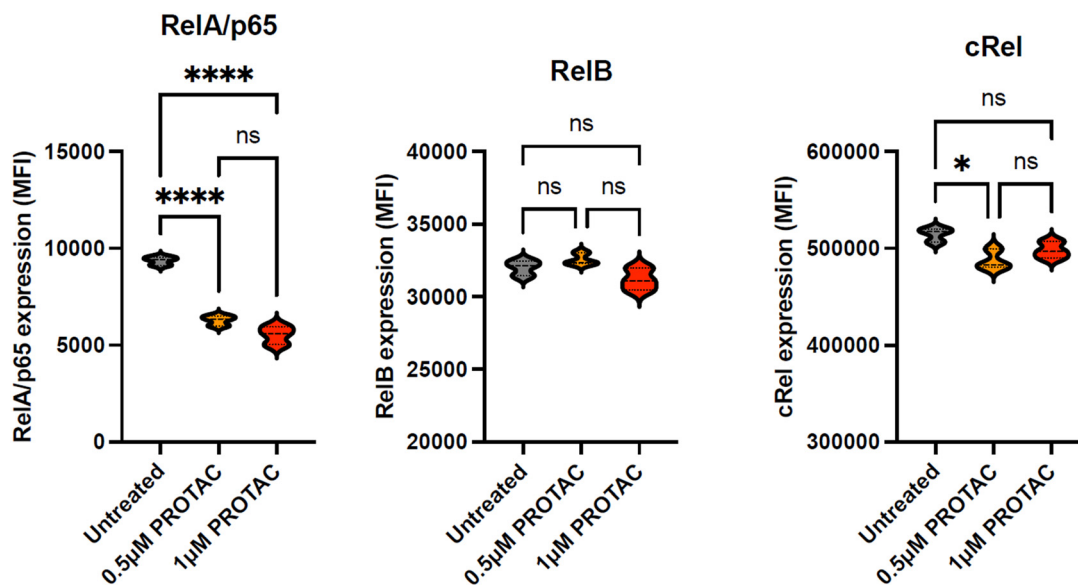 RelA/p65
****
ns
****
15000
10000
5000
0
RelA/p65 expression (MFI)
Untreated
0.5µM PROTAC
1µM PROTAC
RelB
ns
ns
ns
40000
35000
30000
25000
20000
RelB expression (MFI)
Untreated
0.5µM PROTAC
1µM PROTAC
cRel
ns
*
ns
600000
500000
400000
300000
cRel expression (MFI)
Untreated
0.5µM PROTAC
1µM PROTAC